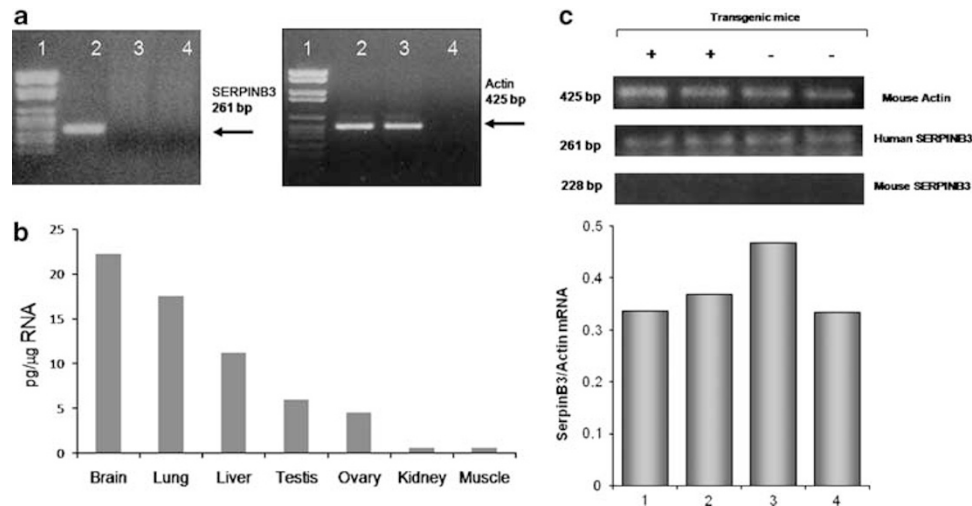 a
1 2 3 4
SERPINB3
261 bp
1 2 3 4
Actin
425 bp
b
pg/µg RNA
25
20
15
10
5
0
Brain Lung Liver Testis Ovary Kidney Muscle
c
Transgenic mice
+ + - -
425 bp Mouse Actin
261 bp Human SERPINB3
228 bp Mouse SERPINB3
SerpinB3/Actin mRNA
0.5
0.4
0.3
0.2
0.1
0
1 2 3 4